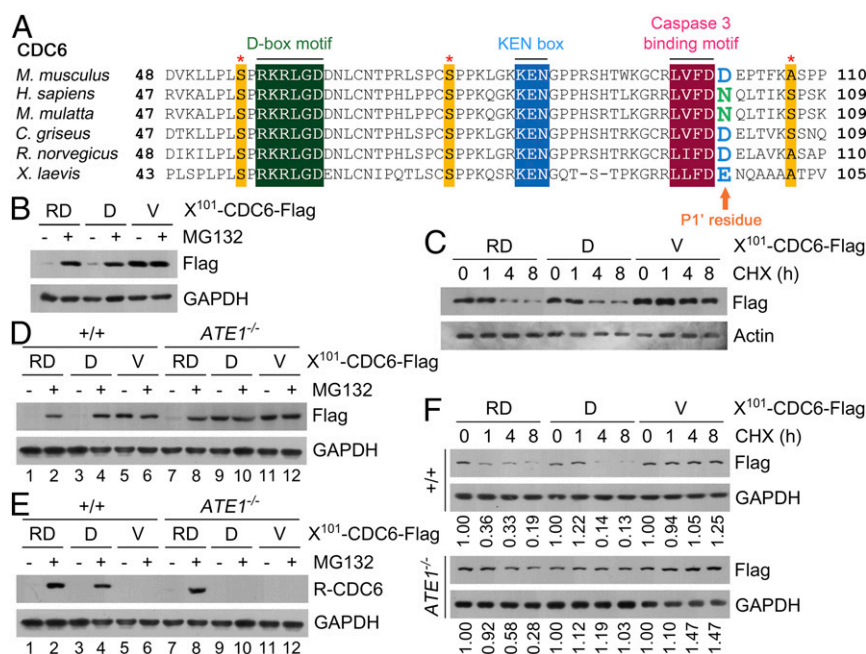 A
CDC6
D-box motif
KEN box
Caspase 3
binding motif
* * *
M. musculus 48 DVKALPLSPRKRLGDDNLCNTPRLSPCSPPKLGKKENGPPRSHTWKGCRLVFDDEPTFKASPP 110
H. sapiens 47 VKALPLSPRKRLGDDNLCNTPHLPPCSPPKQGKKENGPPHSHTLKGRRLVFDNQLTIKSPSK 109
M. mulatta 47 VKALPLSPRKRLGDDNLCNTPHLPPCSPPKQGKKENGPPHSHTLKGRRLVFDNQLTIKSPSK 109
C. griseus 47 DTKLLPLSPRKRLGDDNLCNTPRLSPCSPPKLGKKENGPPRSHTLKGCRLVFDDELTVKSSNQ 109
R. norvegicus 48 DIKILPLSPRKRLGDDNLCNTPHLSPCSPPKLGKKENGPPRSHTWKGCRLIFDDELAVKASAP 110
X. laevis 43 PLSPLPLSPRKRLGDENLCNIPQTLSCSPPKQSRKENGQT-S-TPKGRRLLFDENQAAAATPV 105
P1' residue
B
RD D V X101-CDC6-Flag
- + - + - + MG132
Flag
GAPDH
C
RD D V X101-CDC6-Flag
0 1 4 8 0 1 4 8 0 1 4 8 CHX (h)
Flag
Actin
D
+/+ ATE1-/-
RD D V RD D V X101-CDC6-Flag
- + - + - + - + - + - + MG132
Flag
GAPDH
1 2 3 4 5 6 7 8 9 10 11 12
E
+/+ ATE1-/-
RD D V RD D V X101-CDC6-Flag
- + - + - + - + - + - + MG132
R-CDC6
GAPDH
1 2 3 4 5 6 7 8 9 10 11 12
F
RD D V X101-CDC6-Flag
0 1 4 8 0 1 4 8 0 1 4 8 CHX (h)
+/+
Flag
GAPDH
1.00 0.36 0.33 0.19 1.00 1.22 0.14 0.13 1.00 0.94 1.05 1.25
ATE1-/-
Flag
GAPDH
1.00 0.92 0.58 0.28 1.00 1.12 1.19 1.03 1.00 1.10 1.47 1.47